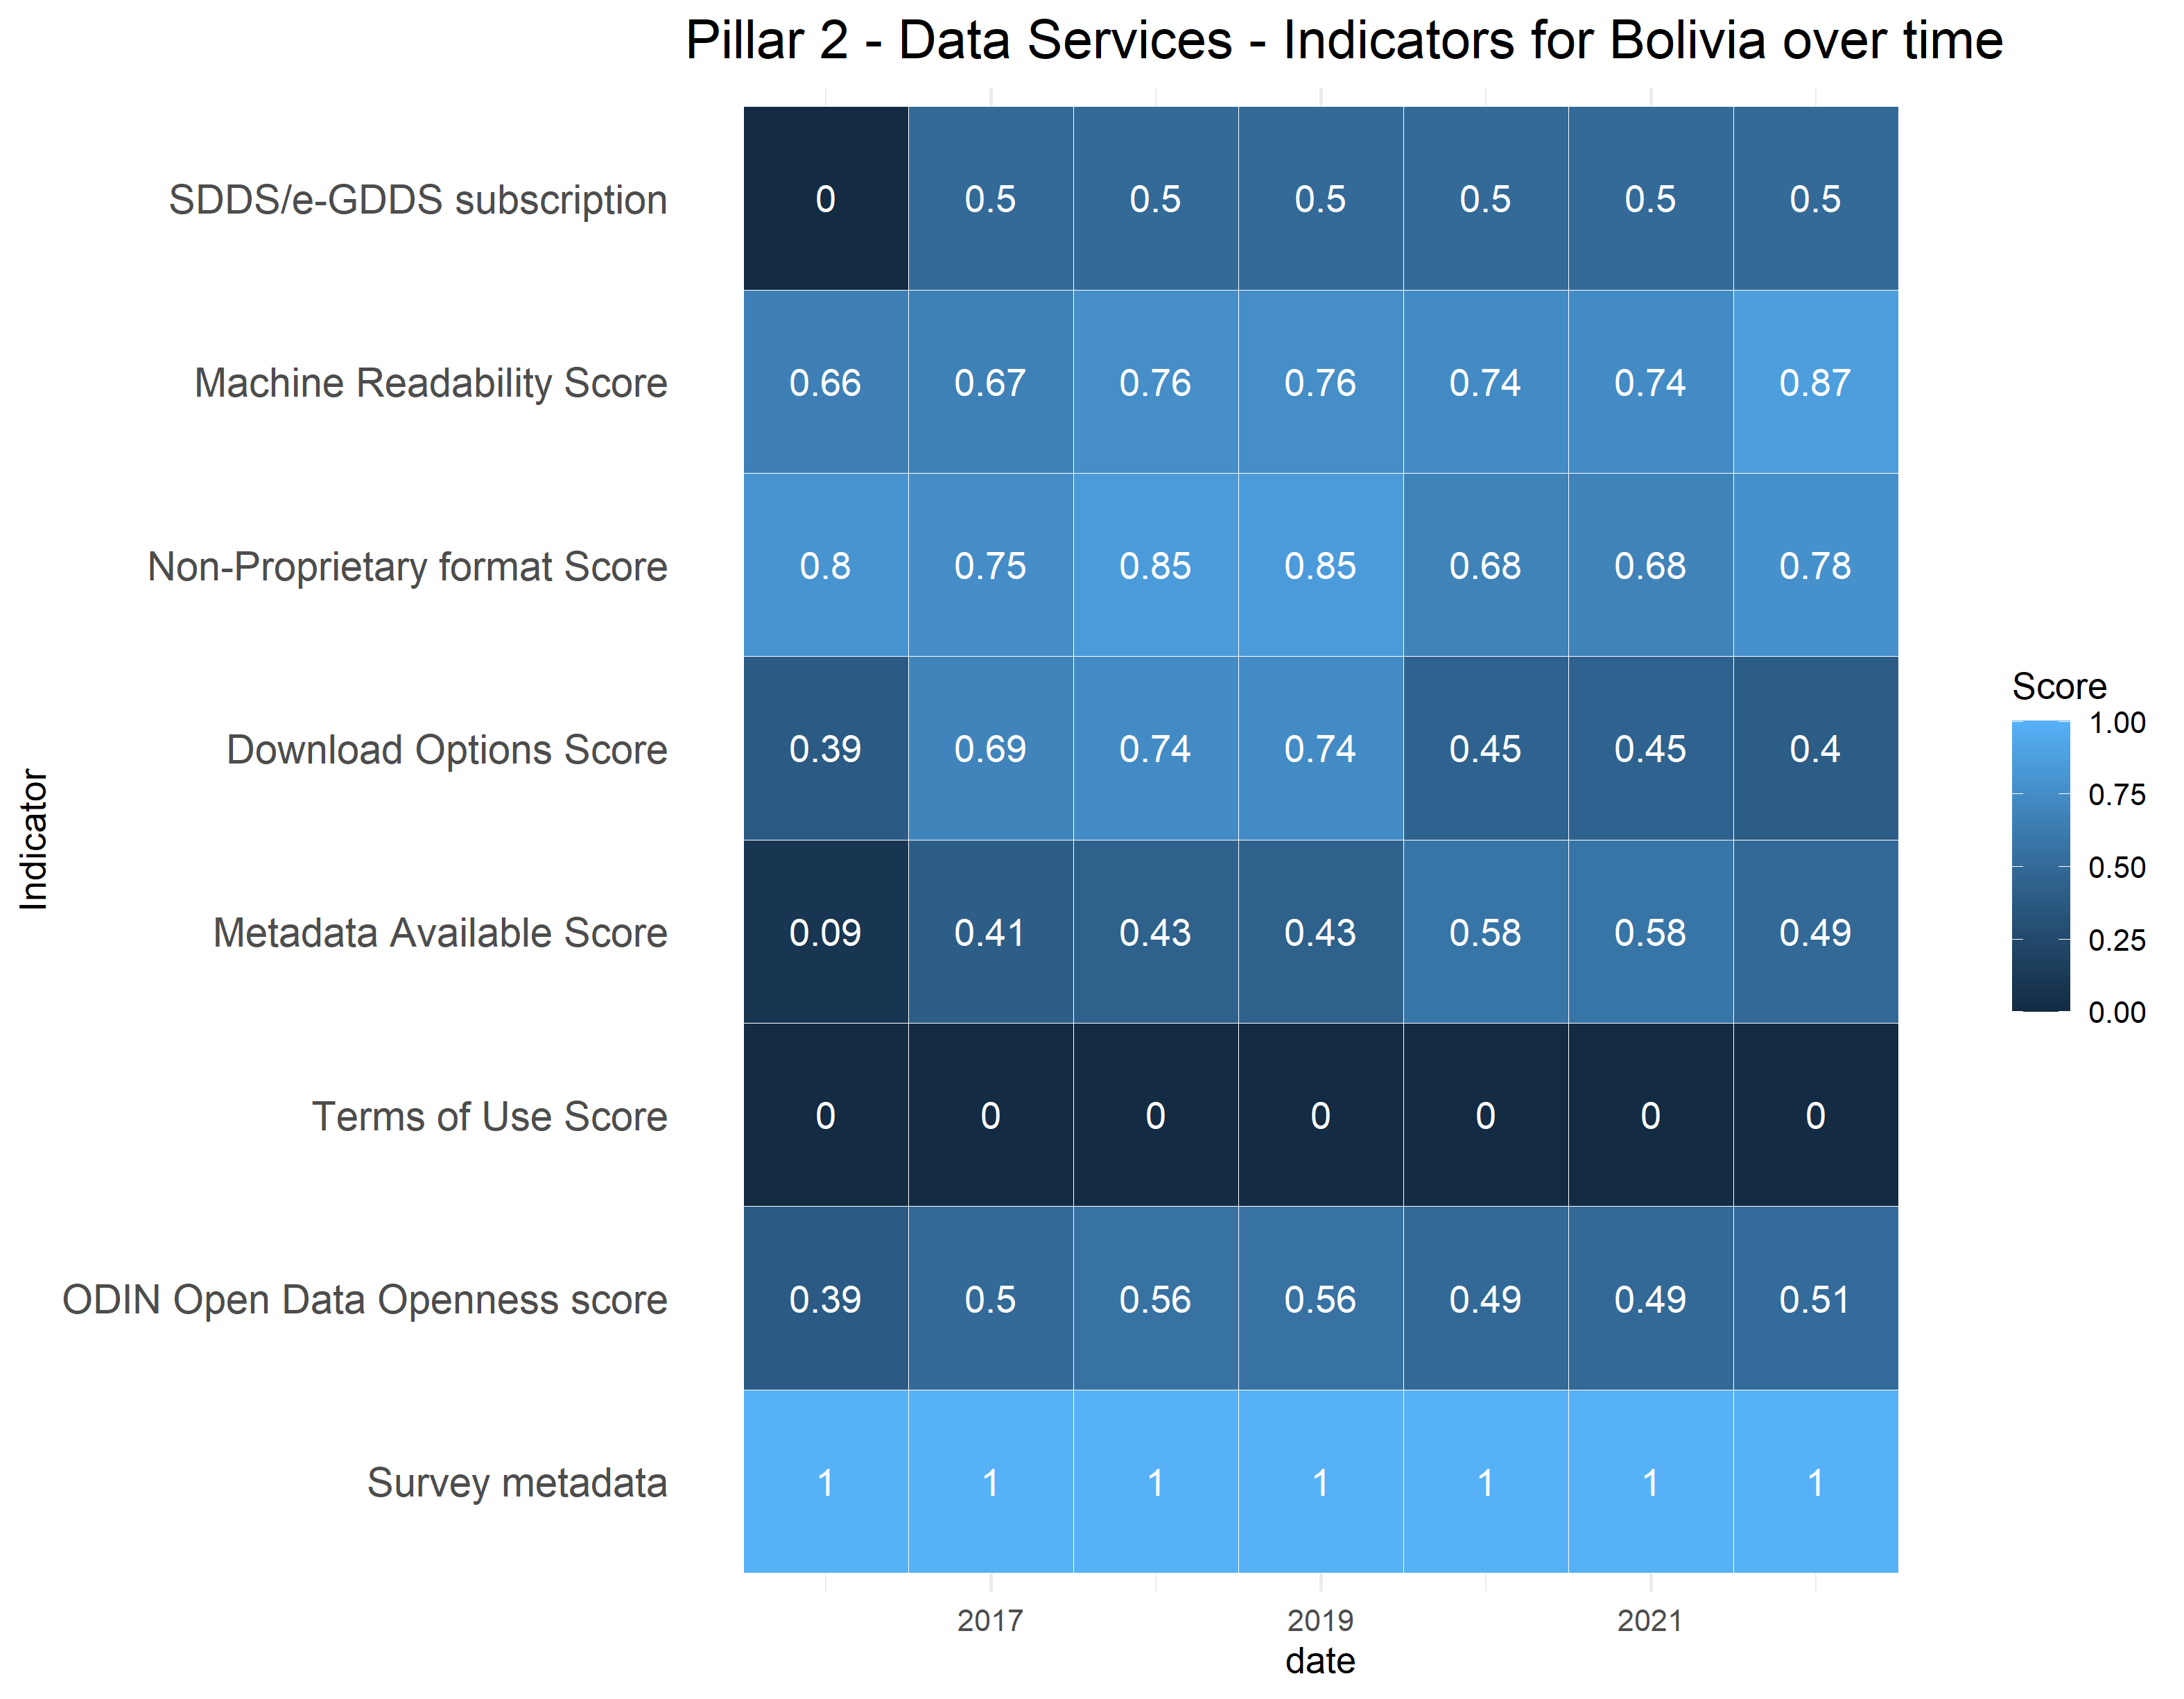 Pillar 2 - Data Services - Indicators for Bolivia over time
Indicator
SDDS/e-GDDS subscription 0 0.5 0.5 0.5 0.5 0.5 0.5
Machine Readability Score 0.66 0.67 0.76 0.76 0.74 0.74 0.87
Non-Proprietary format Score 0.8 0.75 0.85 0.85 0.68 0.68 0.78
Download Options Score 0.39 0.69 0.74 0.74 0.45 0.45 0.4
Metadata Available Score 0.09 0.41 0.43 0.43 0.58 0.58 0.49
Terms of Use Score 0 0 0 0 0 0 0
ODIN Open Data Openness score 0.39 0.5 0.56 0.56 0.49 0.49 0.51
Survey metadata 1 1 1 1 1 1 1
2017 2019 2021
date
Score
1.00
0.75
0.50
0.25
0.00